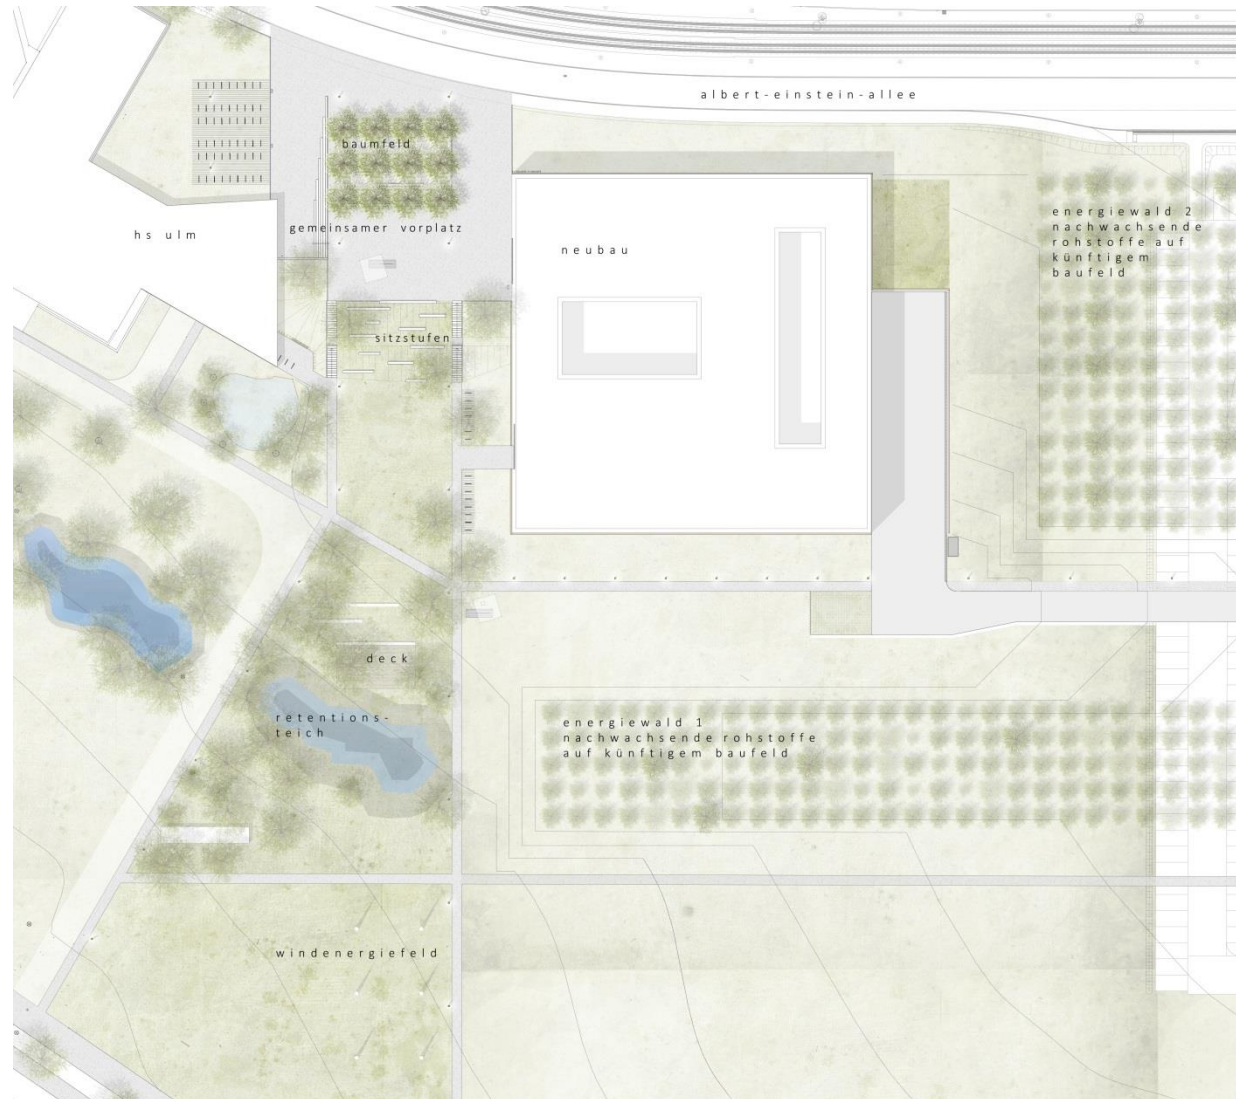 albert-einstein-allee
baumfeld
energiewald 2
nachwachsende
rohstoffe auf
künftigem
baufeld
gemeinsamer vorplatz
hs ulm
neubau
sitzstufen
deck
retentions-
teich
energiewald 1
nachwachsende rohstoffe
auf künftigem baufeld
windenergiefeld